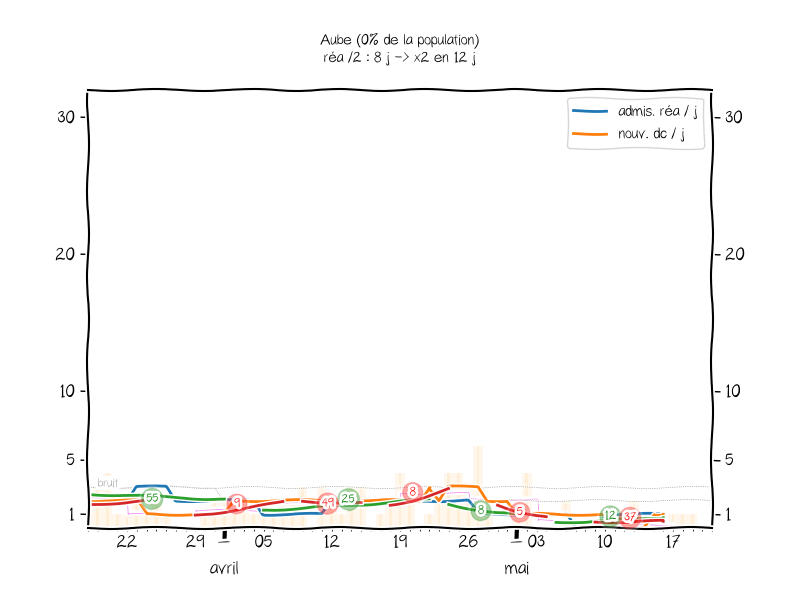 Aube (0% de la population)
réa /2 : 8 j -> x2 en 12 j
admis. réa / j
nouv. dc / j
30 30
20 20
10 10
5 5
bruit
1 1
55 9 49 25 8 8 5 12 37
22 29 05 12 19 26 03 10 17
avril mai